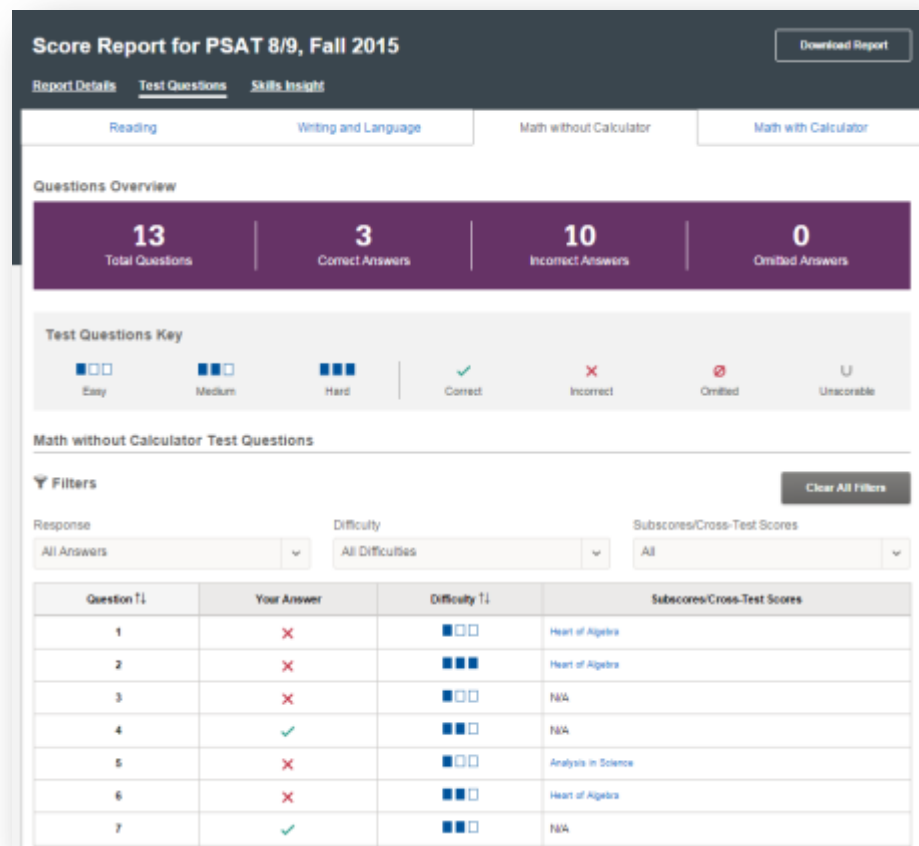 Score Report for PSAT 8/9, Fall 2015 Download Report
Report Details Test Questions Skills Insight
Reading Writing and Language Math without Calculator Math with Calculator
Questions Overview
13 3 10 0
Total Questions Correct Answers Incorrect Answers Omitted Answers
Test Questions Key
Easy Medium Hard Correct Incorrect Omitted Unscorable
Math without Calculator Test Questions
Filters Clear All Filters
Response Difficulty Subscores/Cross-Test Scores
All Answers All Difficulties All
Question Your Answer Difficulty Subscores/Cross-Test Scores
1 Heart of Algebra
2 Heart of Algebra
3 N/A
4 N/A
5 Analysis in Science
6 Heart of Algebra
7 N/A